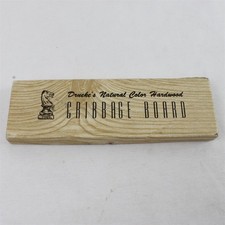 Drueke's Natural Color Hardwood
CRIBBAGE BOARD